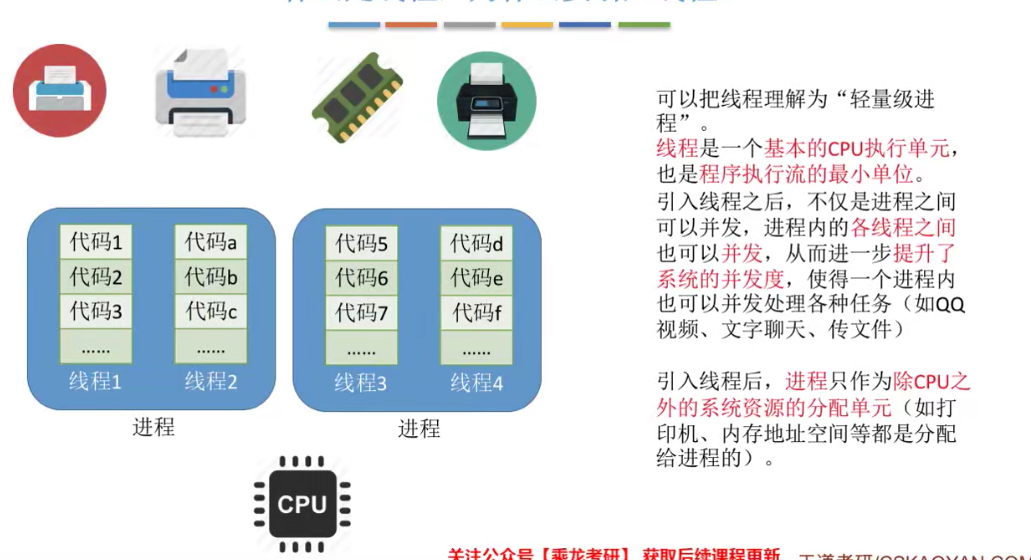 可以把线程理解为“轻量级进
程”。
线程是一个基本的CPU执行单元,
也是程序执行流的最小单位。
引入线程之后，不仅是进程之间
可以并发，进程内的各线程之间
也可以并发，从而进一步提升了
系统的并发度，使得一个进程内
也可以并发处理各种任务（如QQ
视频、文字聊天、传文件）
引入线程后，进程只作为除CPU之
外的系统资源的分配单元（如打
印机、内存地址空间等都是分配
给进程的）。
代码1
代码2
代码3
……
线程1
代码a
代码b
代码c
……
线程2
进程
代码5
代码6
代码7
……
线程3
代码d
代码e
代码f
……
线程4
进程
CPU
关注公众号【乘龙考研】 获取后续课程更新